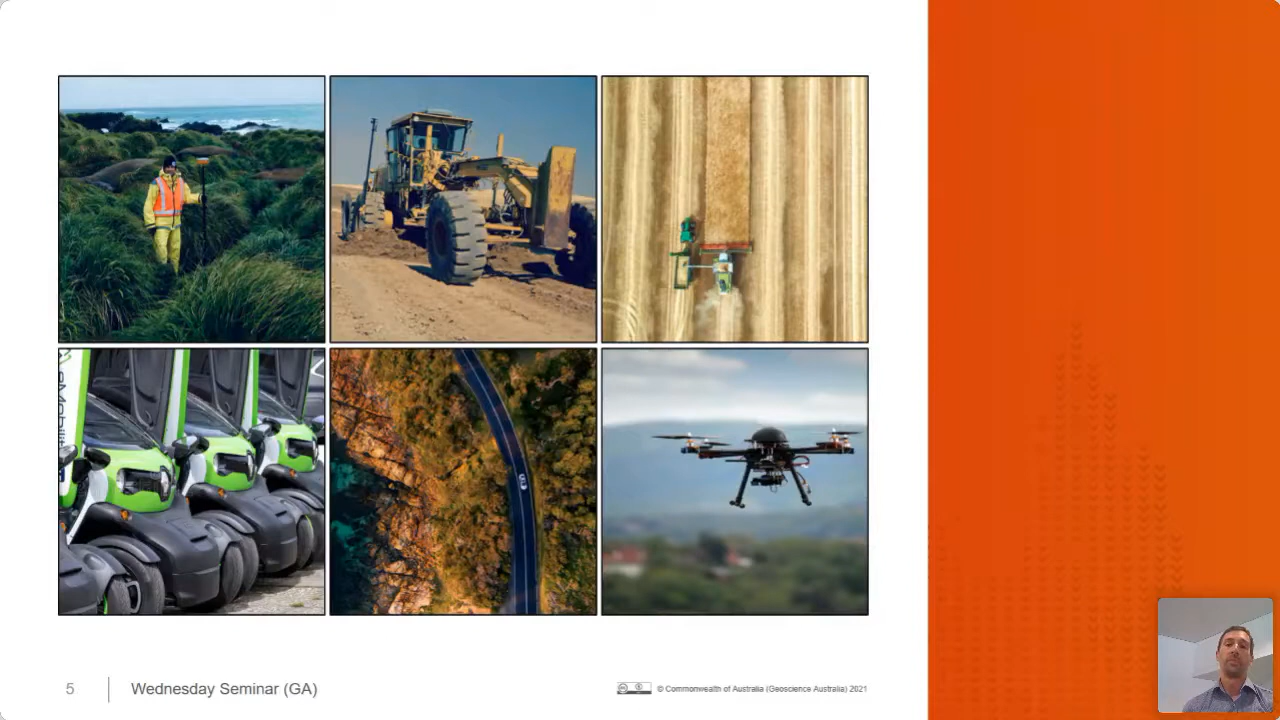 5
Wednesday Seminar (GA)
© Commonwealth of Australia (Geoscience Australia) 2021